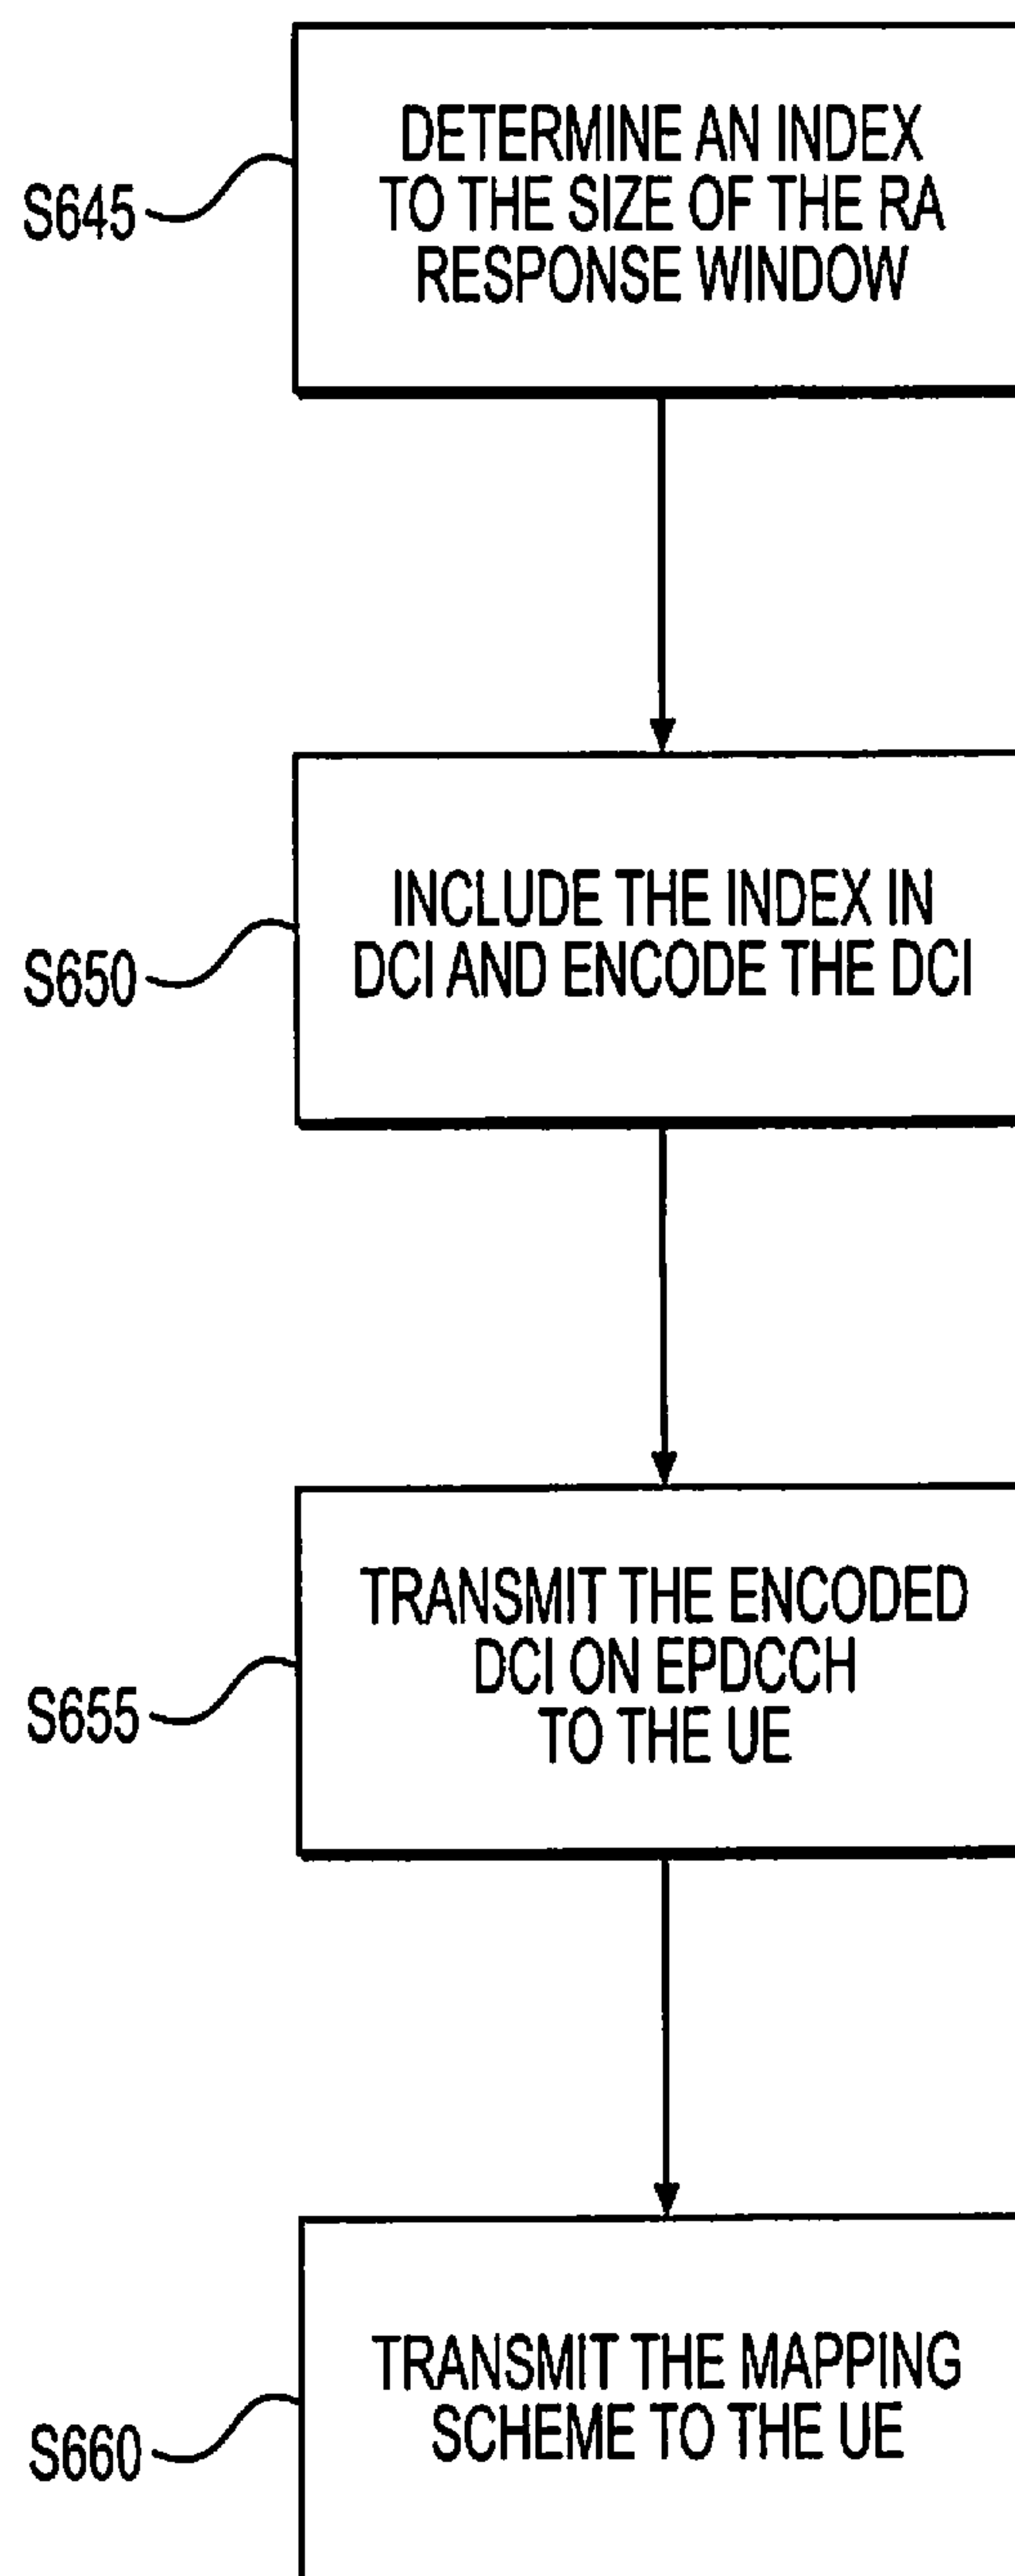 S645
DETERMINE AN INDEX
TO THE SIZE OF THE RA
RESPONSE WINDOW
S650
INCLUDE THE INDEX IN
DCI AND ENCODE THE DCI
S655
TRANSMIT THE ENCODED
DCI ON EPDCCH
TO THE UE
S660
TRANSMIT THE MAPPING
SCHEME TO THE UE